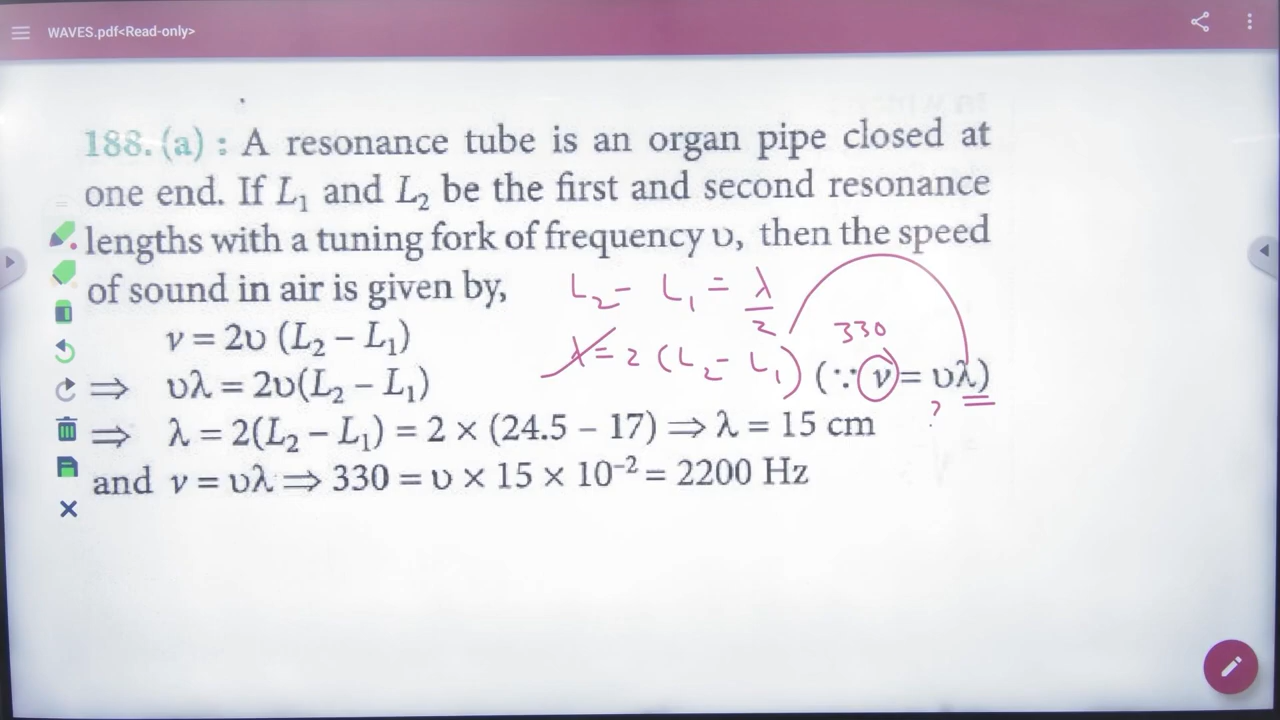 WAVES.pdf<Read-only>
188. (a) : A resonance tube is an organ pipe closed at
one end. If L₁ and L₂ be the first and second resonance
lengths with a tuning fork of frequency υ, then the speed
of sound in air is given by,
L₂ - L₁ = λ/2
v = 2υ (L₂ – L₁)
330
λ = 2 (L₂ - L₁)
⇒ υλ = 2υ(L₂ – L₁) (∵ v = υλ)
?
⇒ λ = 2(L₂ – L₁) = 2 × (24.5 – 17) ⇒ λ = 15 cm
and v = υλ ⇒ 330 = υ × 15 × 10⁻² = 2200 Hz